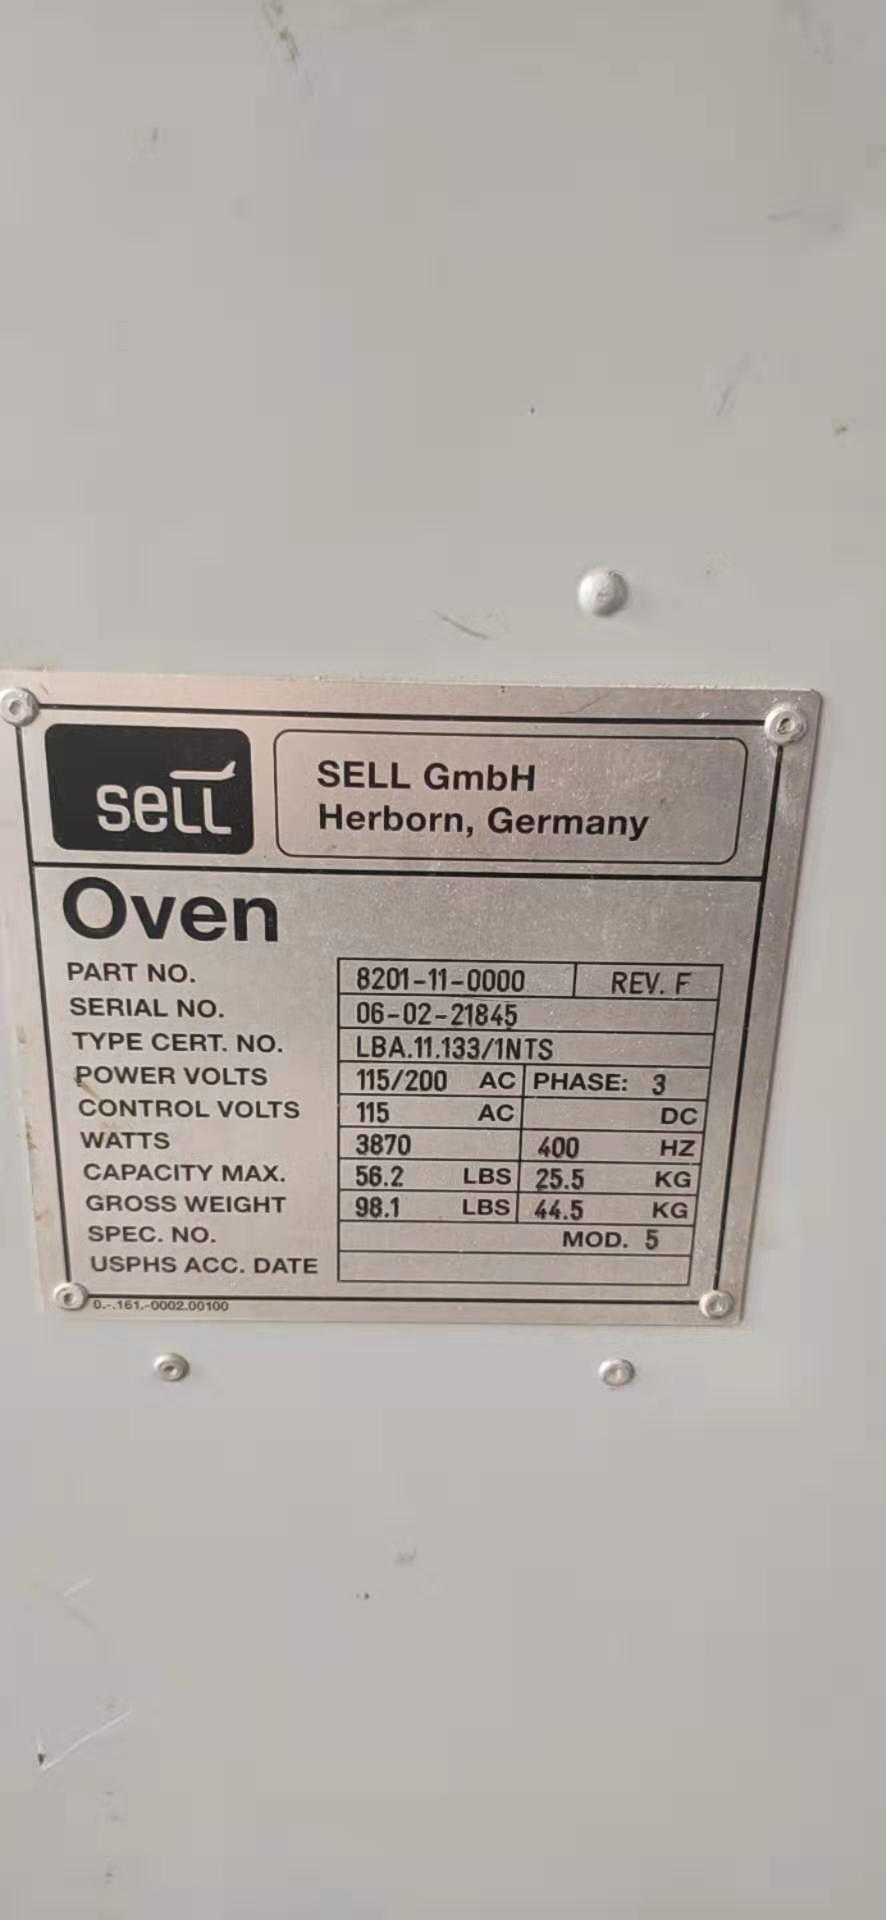 sell
SELL GmbH
Herborn, Germany
Oven
PART NO. 8201-11-0000 REV. F
SERIAL NO. 06-02-21845
TYPE CERT. NO. LBA.11.133/1NTS
POWER VOLTS 115/200 AC PHASE: 3
CONTROL VOLTS 115 AC DC
WATTS 3870 400 HZ
CAPACITY MAX. 56.2 LBS 25.5 KG
GROSS WEIGHT 98.1 LBS 44.5 KG
SPEC. NO. MOD. 5
USPHS ACC. DATE
0.-.161.-0002.00100